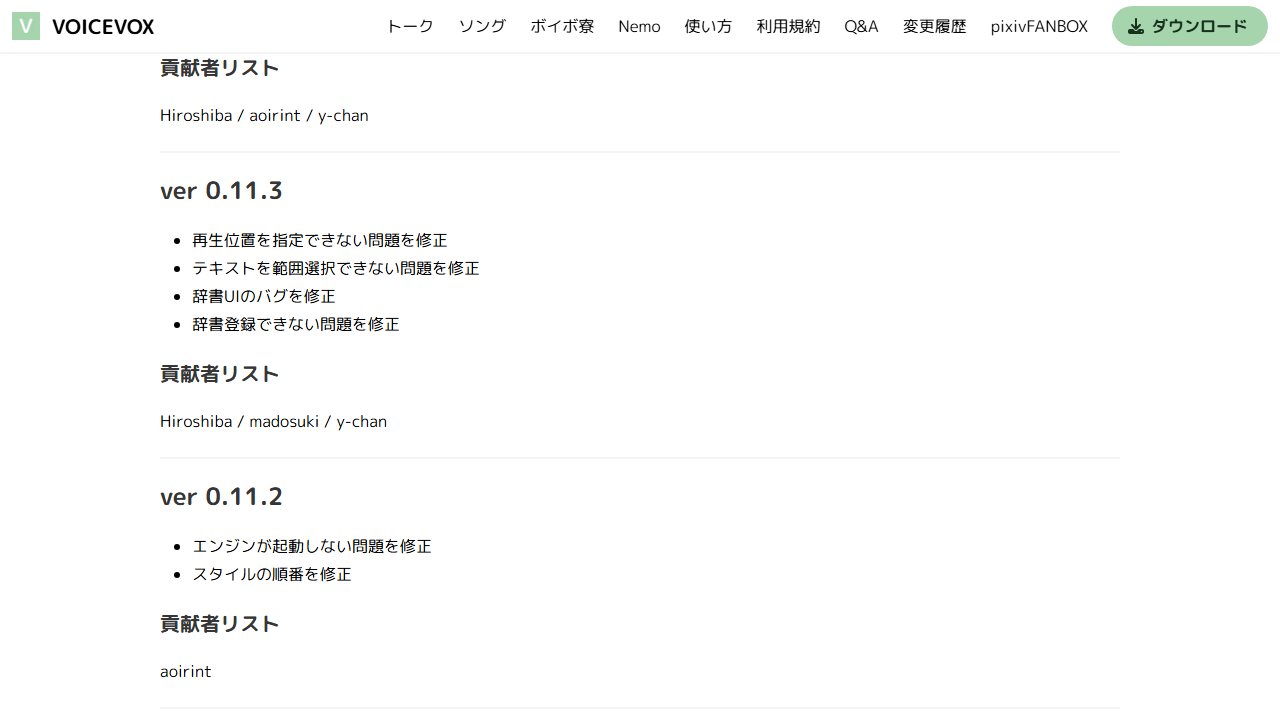 V VOICEVOX トーク ソング ボイボ寮 Nemo 使い方 利用規約 Q&A 変更履歴 pixivFANBOX ダウンロード
貢献者リスト
Hiroshiba / aoirint / y-chan
ver 0.11.3
再生位置を指定できない問題を修正
テキストを範囲選択できない問題を修正
辞書UIのバグを修正
辞書登録できない問題を修正
貢献者リスト
Hiroshiba / madosuki / y-chan
ver 0.11.2
エンジンが起動しない問題を修正
スタイルの順番を修正
貢献者リスト
aoirint